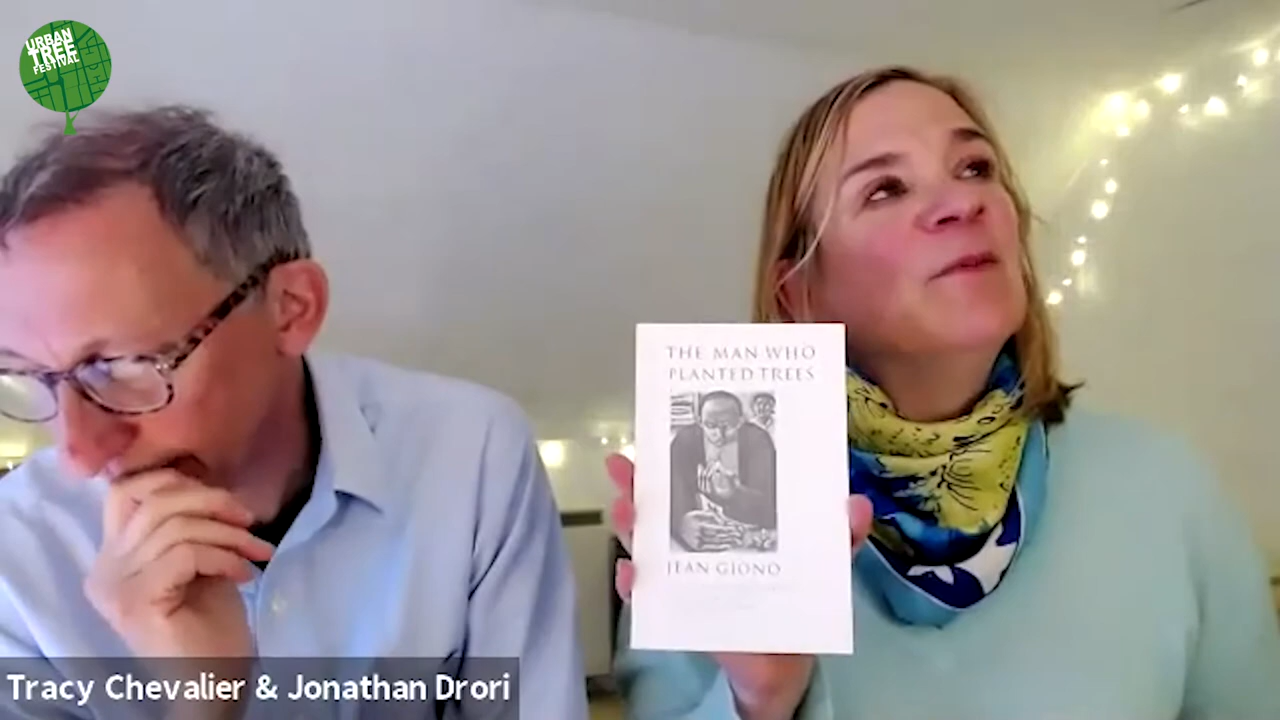 URBAN
TREE
FESTIVAL
THE MAN WHO
PLANTED TREES
JEAN GIONO
Tracy Chevalier & Jonathan Drori